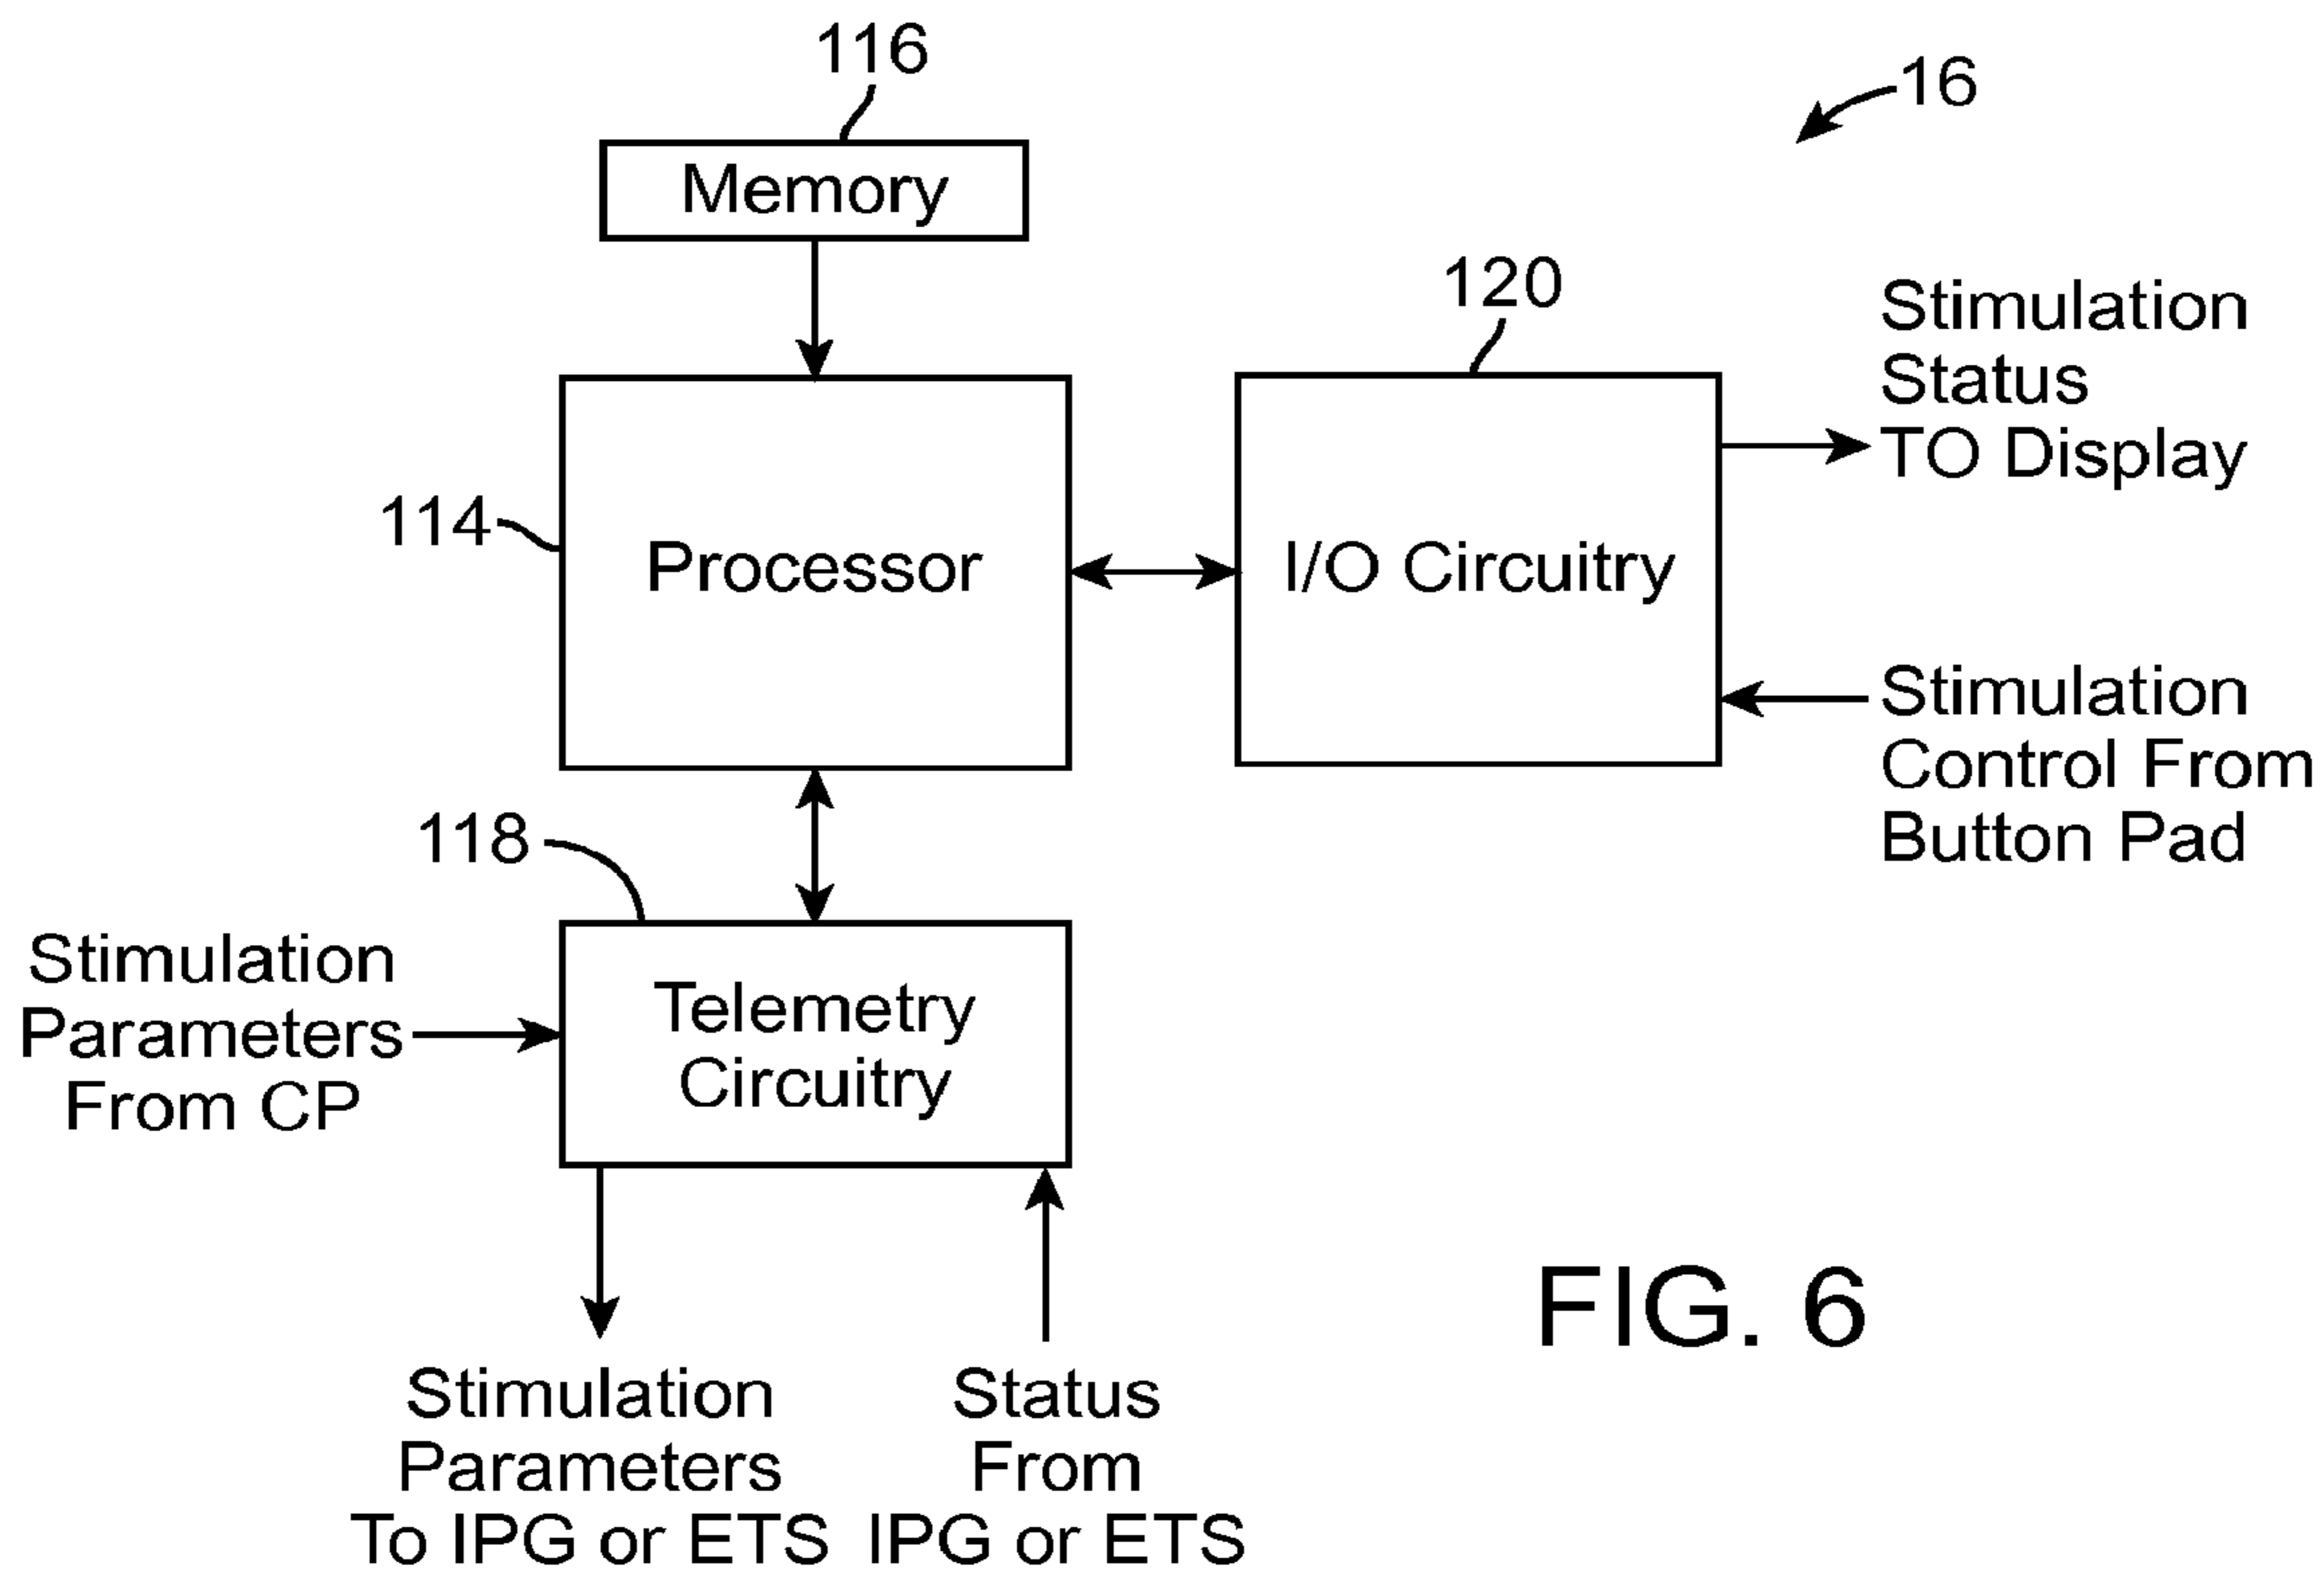 116
16
Memory
120
Stimulation
Status
TO Display
114
Processor
I/O Circuitry
Stimulation
Control From
Button Pad
118
Stimulation
Parameters
From CP
Telemetry
Circuitry
FIG. 6
Stimulation
Parameters
To IPG or ETS
Status
From
IPG or ETS